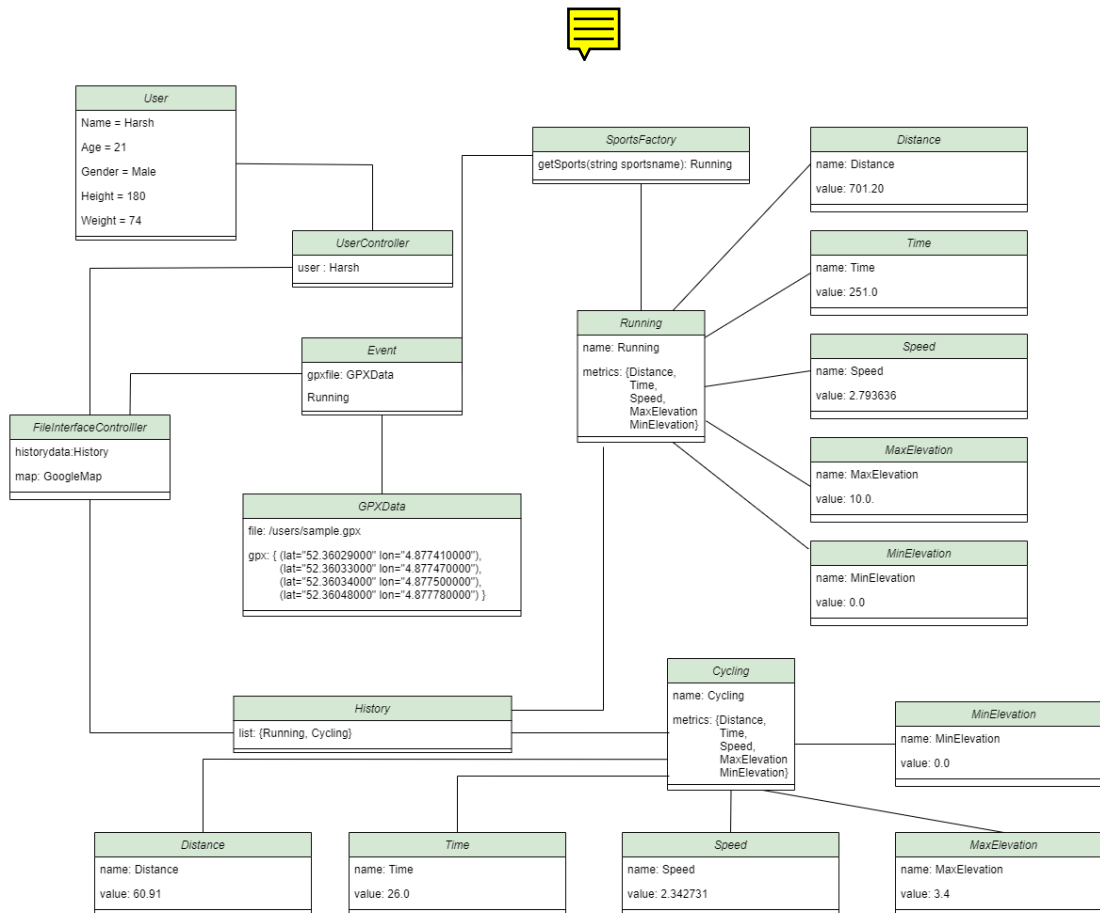 User
Name = Harsh
Age = 21
Gender = Male
Height = 180
Weight = 74
UserController
user : Harsh
SportsFactory
getSports(string sportsname): Running
Distance
name: Distance
value: 701.20
Time
name: Time
value: 251.0
Speed
name: Speed
value: 2.793636
MaxElevation
name: MaxElevation
value: 10.0.
MinElevation
name: MinElevation
value: 0.0
Running
name: Running
metrics: {Distance,
Time,
Speed,
MaxElevation
MinElevation}
Event
gpxfile: GPXData
Running
FileInterfaceControlller
historydata:History
map: GoogleMap
GPXData
file: /users/sample.gpx
gpx: { (lat="52.36029000" lon="4.877410000"),
(lat="52.36033000" lon="4.877470000"),
(lat="52.36034000" lon="4.877500000"),
(lat="52.36048000" lon="4.877780000") }
History
list: {Running, Cycling}
Cycling
name: Cycling
metrics: {Distance,
Time,
Speed,
MaxElevation
MinElevation}
MinElevation
name: MinElevation
value: 0.0
Distance
name: Distance
value: 60.91
Time
name: Time
value: 26.0
Speed
name: Speed
value: 2.342731
MaxElevation
name: MaxElevation
value: 3.4